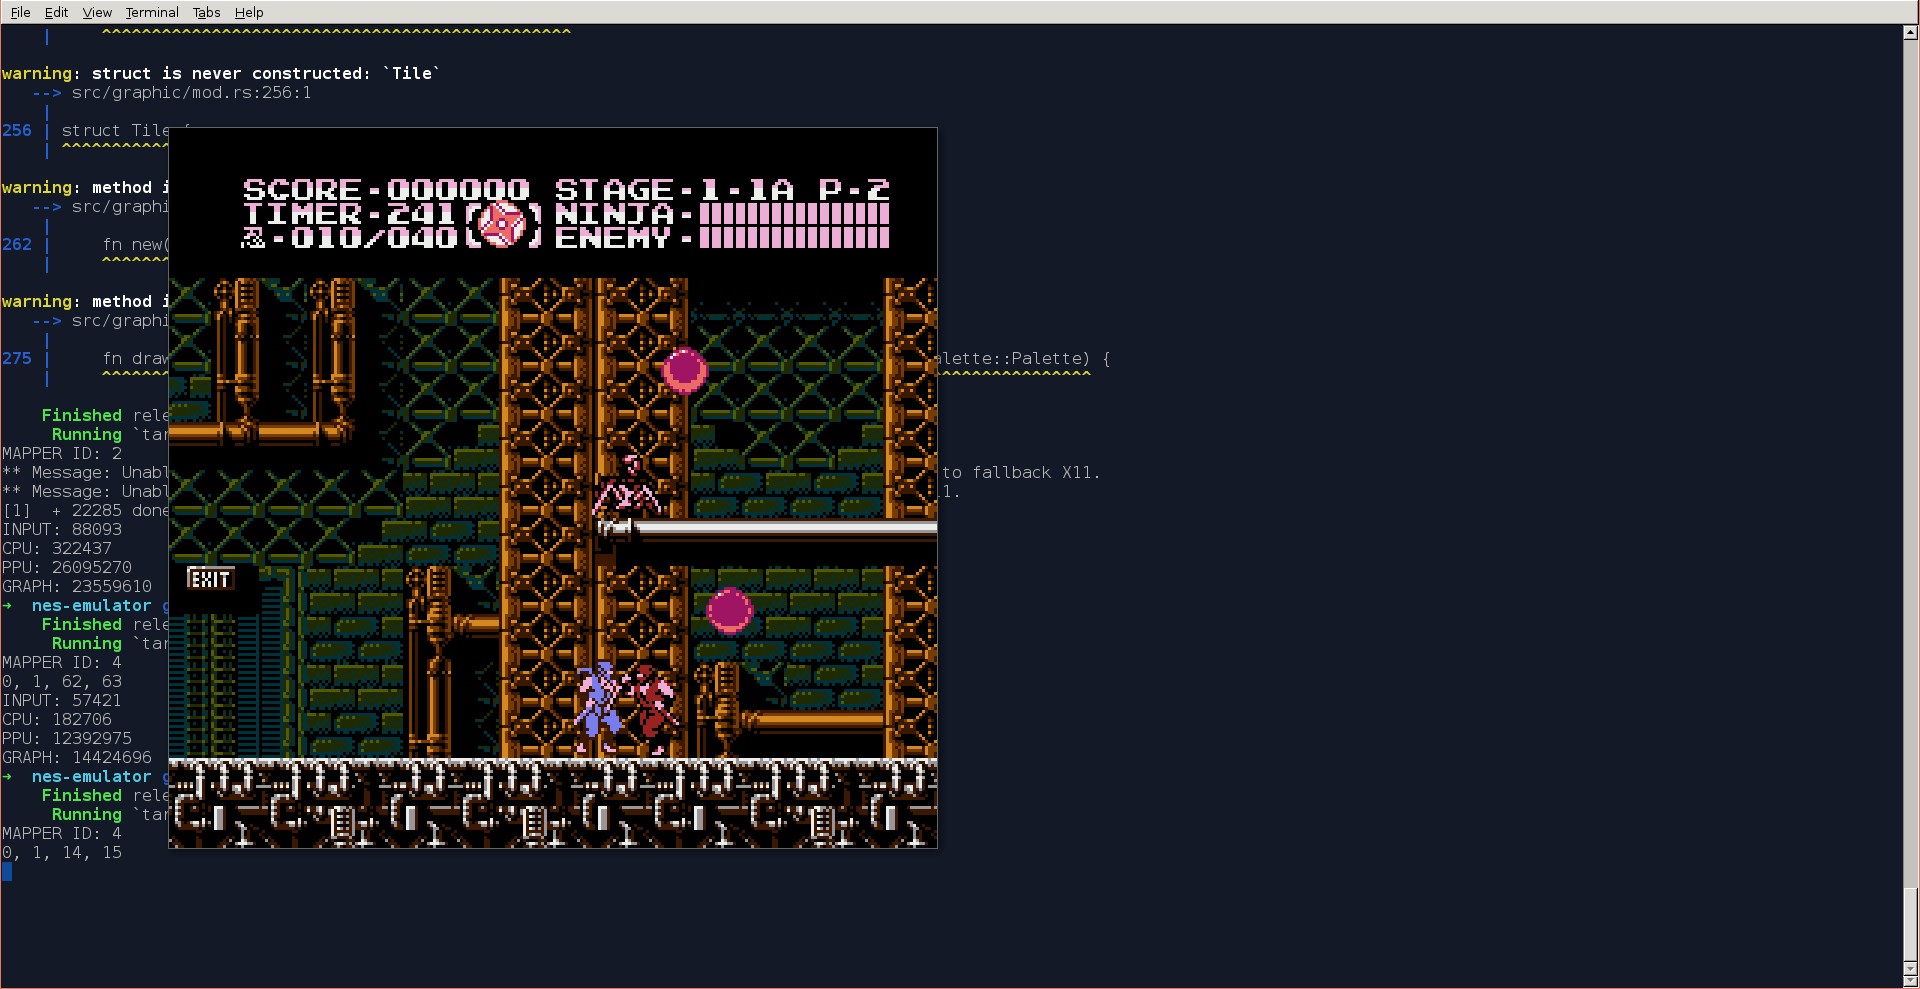 File Edit View Terminal Tabs Help
| ^^^^^^^^^^^^^^^^^^^^^^^^^^^^^^^^^^^^^^^^^^^^^^^
warning: struct is never constructed: `Tile`
--> src/graphic/mod.rs:256:1
|
256 | struct Tile {
| ^^^^^^^^^^^
warning: method i
--> src/graphi
|
262 | fn new(
| ^^^^^^^
warning: method i
--> src/graphi
|
275 | fn draw alette::Palette) {
| ^^^^^^^ ^^^^^^^^^^^^^^^^
Finished rele
Running `tar
MAPPER ID: 2
** Message: Unabl to fallback X11.
** Message: Unabl 1.
[1] + 22285 done
INPUT: 88093
CPU: 322437
PPU: 26095270
GRAPH: 23559610
➜ nes-emulator g
Finished rele
Running `tar
MAPPER ID: 4
0, 1, 62, 63
INPUT: 57421
CPU: 182706
PPU: 12392975
GRAPH: 14424696
➜ nes-emulator g
Finished rele
Running `tar
MAPPER ID: 4
0, 1, 14, 15
SCORE-000000 STAGE-1-1A P-2
TIMER-241 NINJA-
-010/040 ENEMY-
EXIT